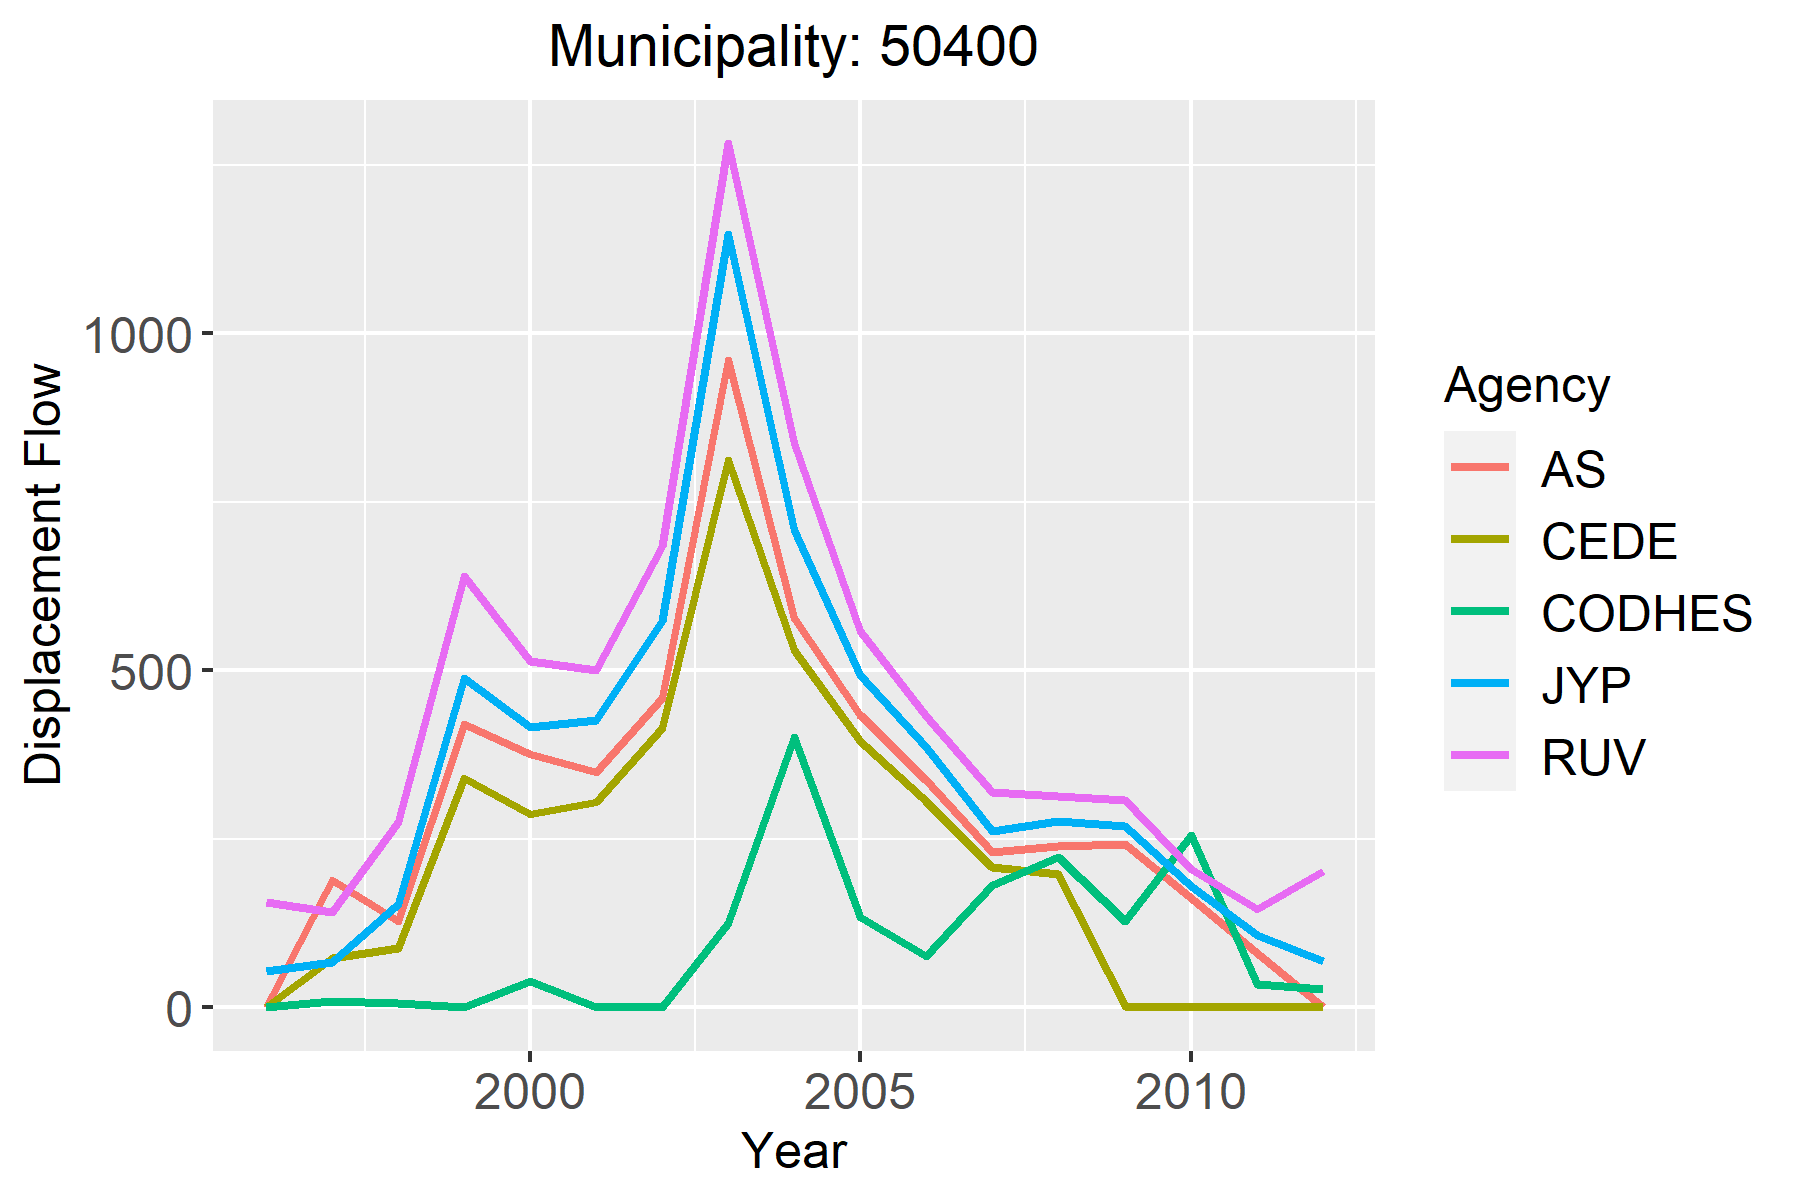 Municipality: 50400
Displacement Flow
1000
500
0
2000
2005
2010
Year
Agency
AS
CEDE
CODHES
JYP
RUV